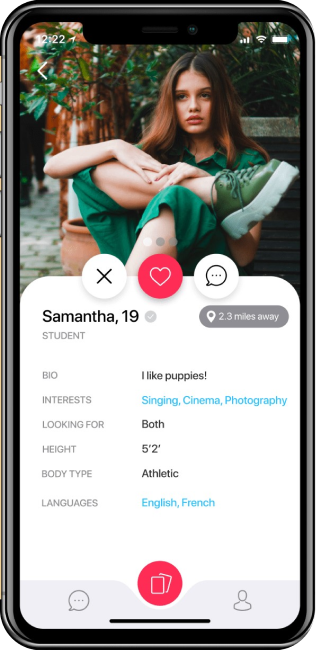 12:22
Samantha, 19
2.3 miles away
STUDENT
BIO I like puppies!
INTERESTS Singing, Cinema, Photography
LOOKING FOR Both
HEIGHT 5'2'
BODY TYPE Athletic
LANGUAGES English, French